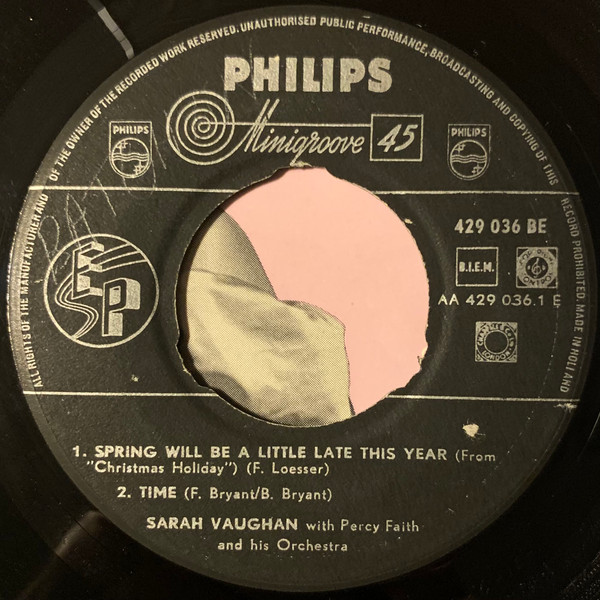 ALL RIGHTS OF THE MANUFACTURER AND OF THE OWNER OF THE RECORDED WORK RESERVED. UNAUTHORISED PUBLIC PERFORMANCE, BROADCASTING AND COPYING OF THIS RECORD PROHIBITED. MADE IN HOLLAND
PHILIPS
Minigroove 45
PHILIPS
PHILIPS
429 036 BE
B.I.E.M.
AA 429 036.1 E
EP
1. SPRING WILL BE A LITTLE LATE THIS YEAR (From
"Christmas Holiday") (F. Loesser)
2. TIME (F. Bryant/B. Bryant)
SARAH VAUGHAN with Percy Faith
and his Orchestra